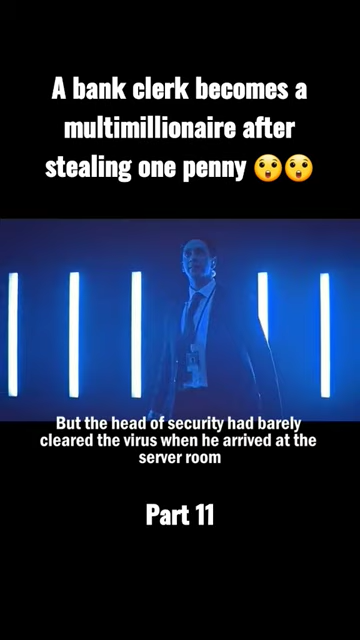 A bank clerk becomes a
multimillionaire after
stealing one penny 😲😲
But the head of security had barely
cleared the virus when he arrived at the
server room
Part 11